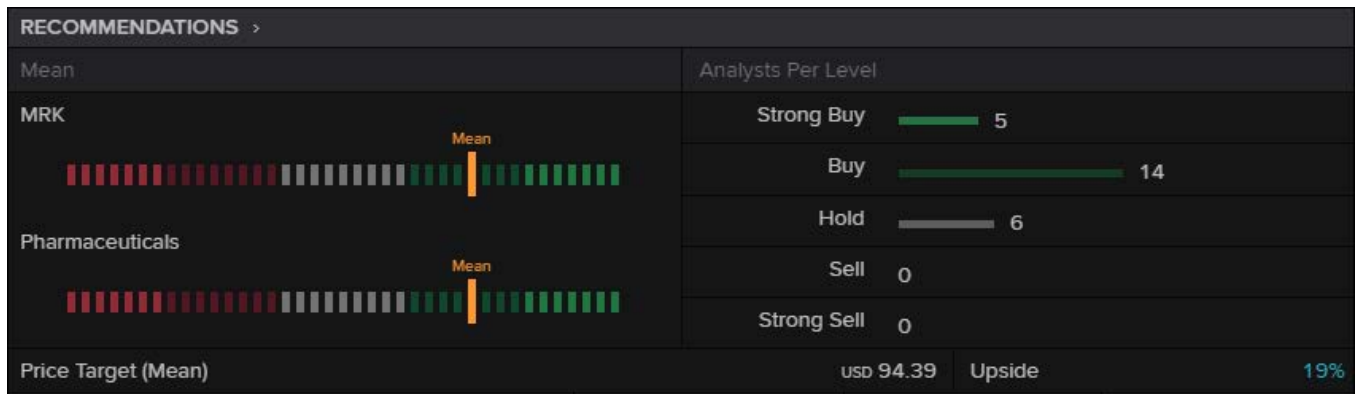 RECOMMENDATIONS >
Mean
Analysts Per Level
MRK
Mean
Pharmaceuticals
Mean
Strong Buy 5
Buy 14
Hold 6
Sell 0
Strong Sell 0
Price Target (Mean) USD 94.39 Upside 19%